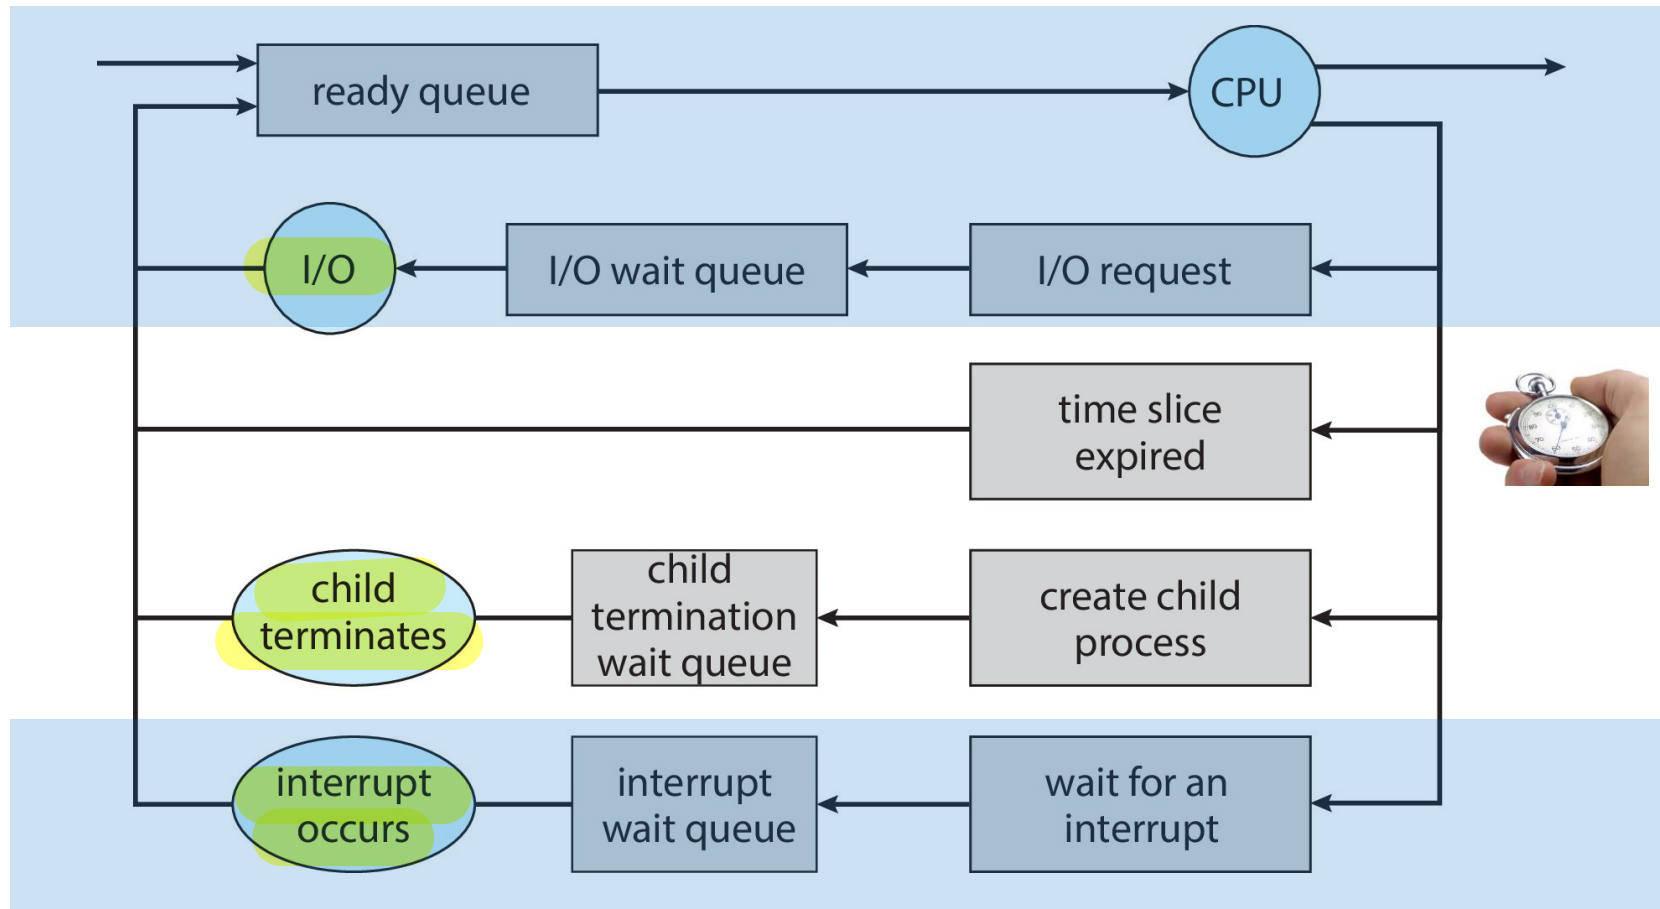 ready queue
CPU
I/O
I/O wait queue
I/O request
time slice
expired
child
terminates
child
termination
wait queue
create child
process
interrupt
occurs
interrupt
wait queue
wait for an
interrupt